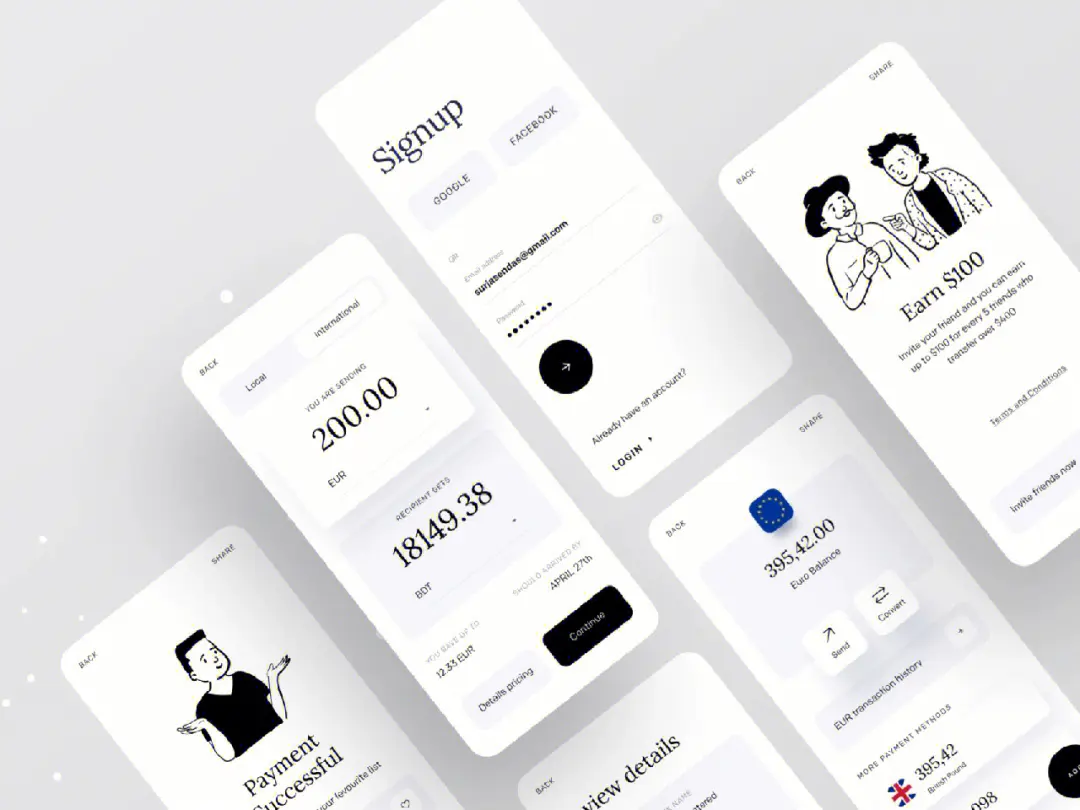 Signup
GOOGLE
FACEBOOK
OR
Email address
surjasendas@gmail.com
Password
Already have an account?
LOGIN
BACK
SHARE
Earn $100
Invite your friend and you can earn
up to $100 for every 5 friends who
transfer over $400
Terms and Conditions
Invite friends now
BACK
Local
International
YOU ARE SENDING
200.00
EUR
RECIPIENT GETS
18149.38
BDT
YOU SAVE UP TO
12.33 EUR
SHOULD ARRIVED BY
APRIL 27th
Details pricing
Continue
BACK
SHARE
395,42.00
Euro Balance
Send
Convert
EUR transaction history
MORE PAYMENT METHODS
395,42
British Pound
098
BACK
SHARE
Payment
Successful
your favourite list
BACK
view details
NAME